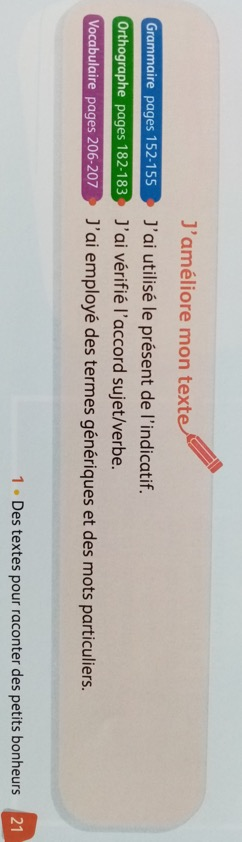 J'améliore mon texte
Grammaire pages 152-155 • J'ai utilisé le présent de l'indicatif.
Orthographe pages 182-183 • J'ai vérifié l'accord sujet/verbe.
Vocabulaire pages 206-207 • J'ai employé des termes génériques et des mots particuliers.
1 • Des textes pour raconter des petits bonheurs 21